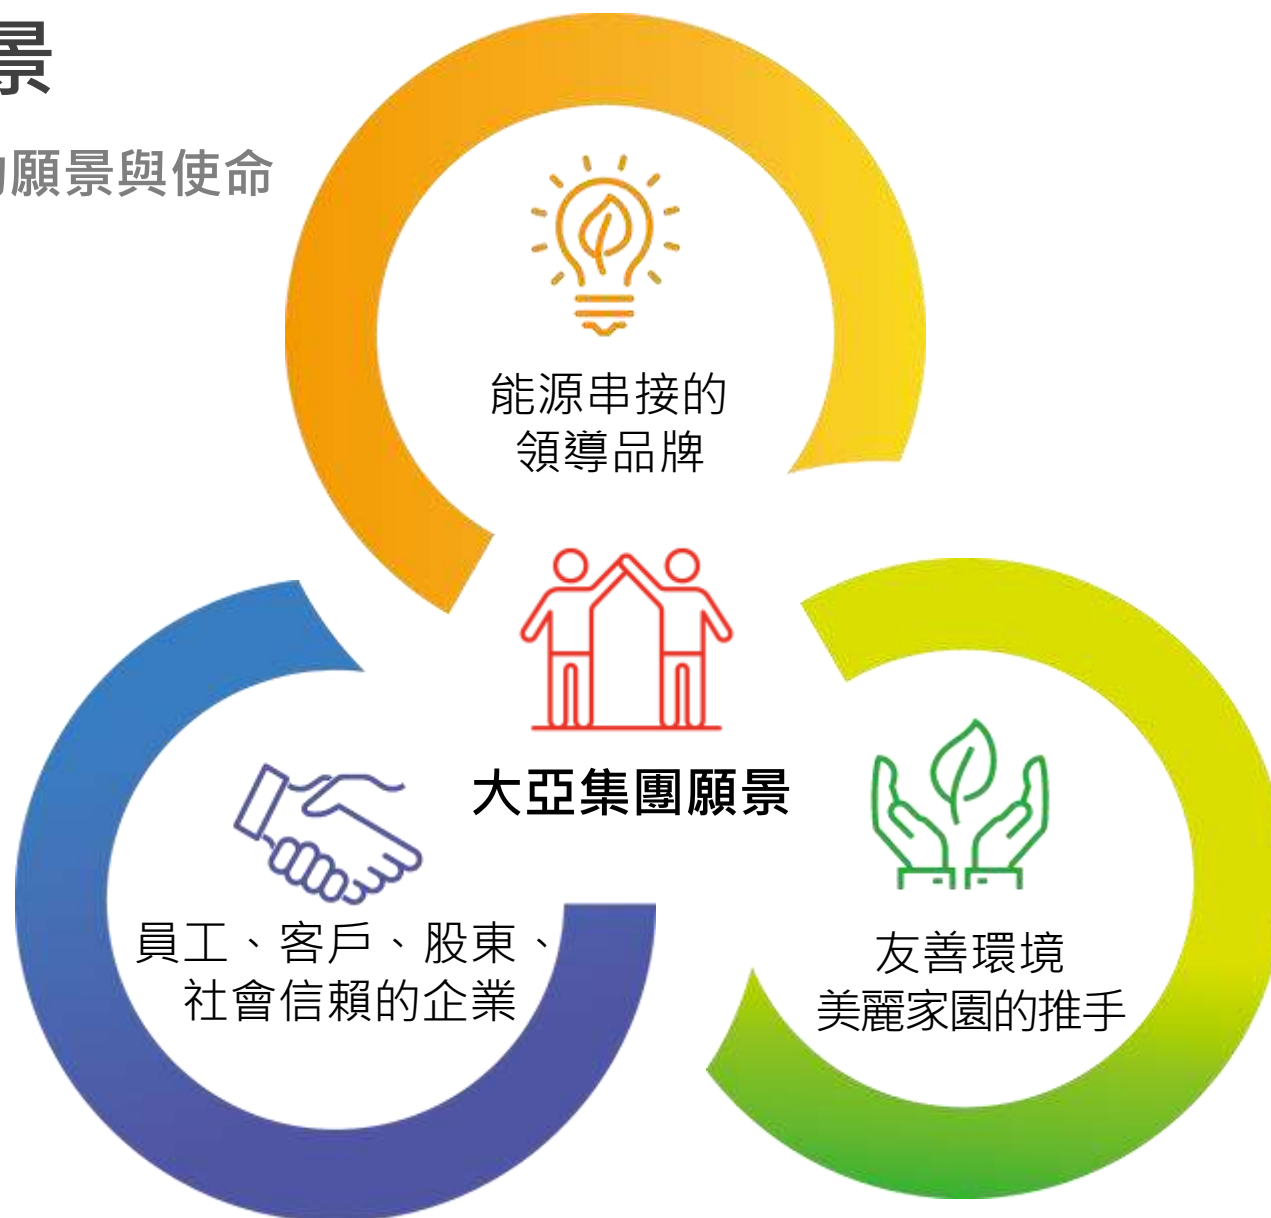 景
願景與使命
能源串接的
領導品牌
大亞集團願景
員工、客戶、股東、
社會信賴的企業
友善環境
美麗家園的推手